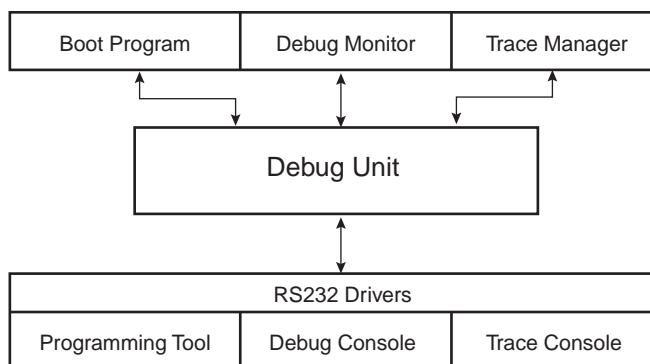 Boot Program
Debug Monitor
Trace Manager
Debug Unit
RS232 Drivers
Programming Tool
Debug Console
Trace Console